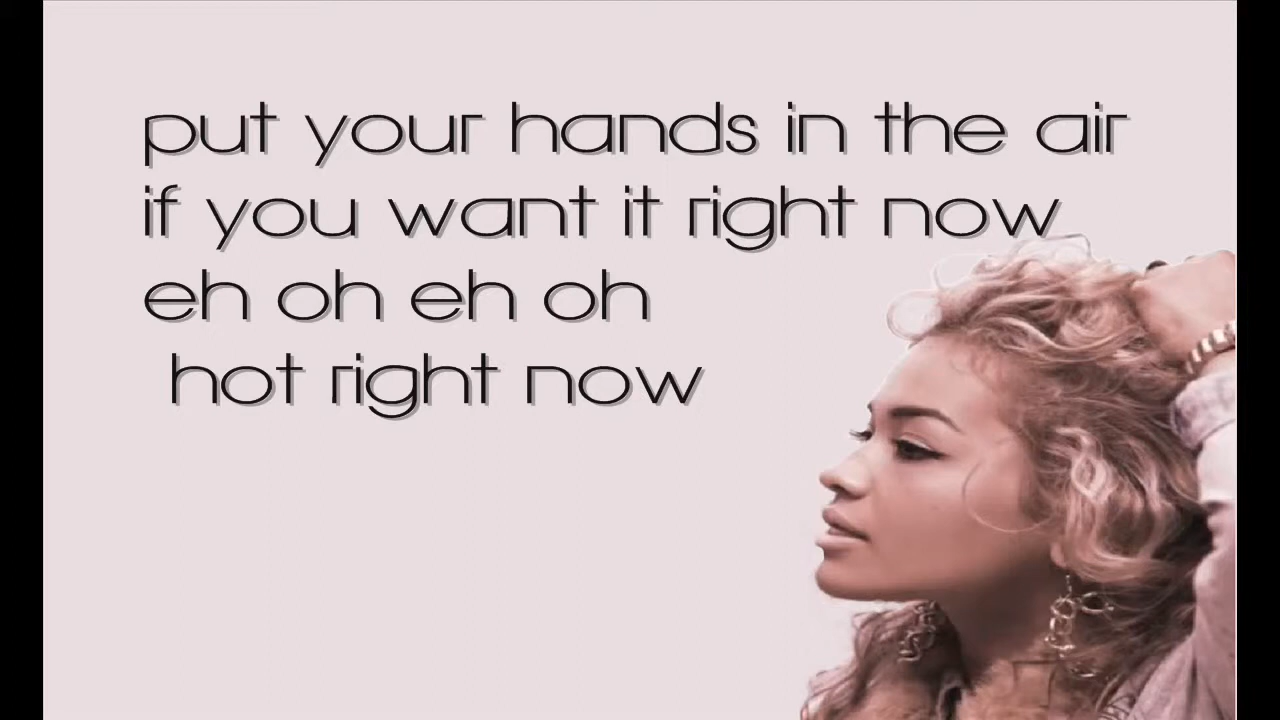 put your hands in the air
if you want it right now
eh oh eh oh
hot right now